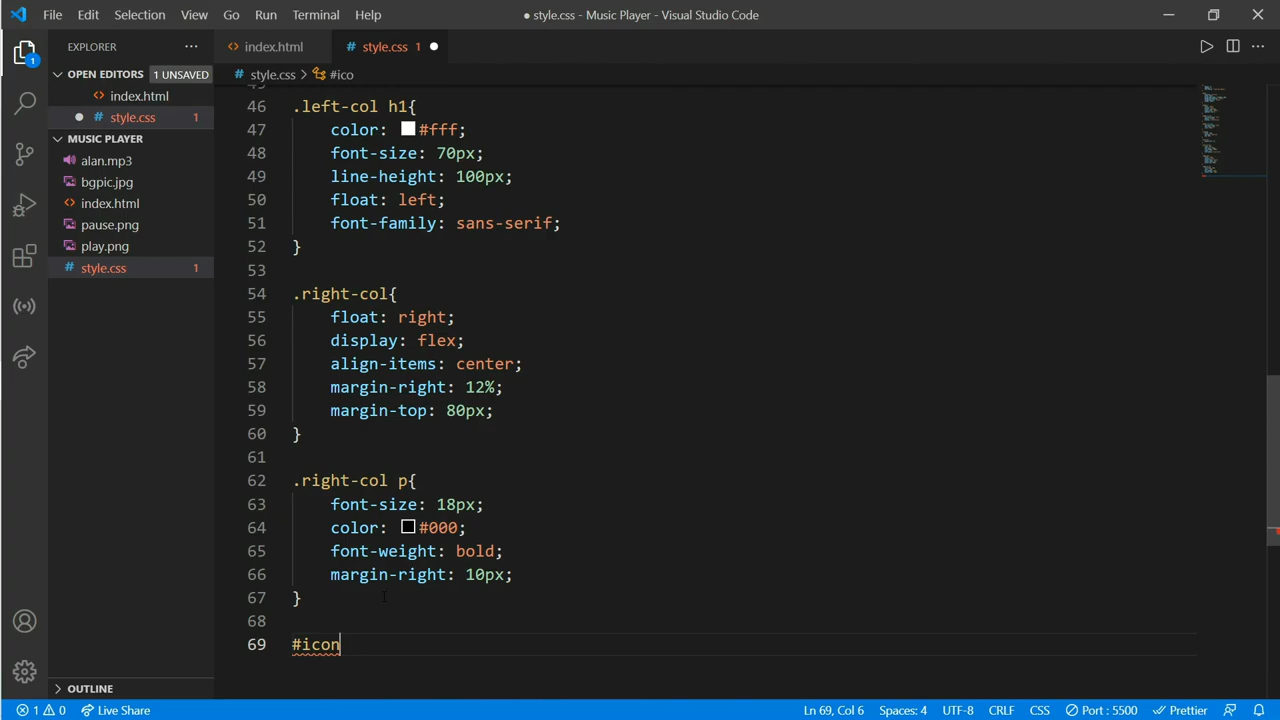 File Edit Selection View Go Run Terminal Help
● style.css - Music Player - Visual Studio Code
EXPLORER
index.html
style.css 1
style.css > #ico
OPEN EDITORS 1 UNSAVED
index.html
style.css 1
MUSIC PLAYER
alan.mp3
bgpic.jpg
index.html
pause.png
play.png
style.css 1
OUTLINE
46 .left-col h1{
47 color: #fff;
48 font-size: 70px;
49 line-height: 100px;
50 float: left;
51 font-family: sans-serif;
52 }
53
54 .right-col{
55 float: right;
56 display: flex;
57 align-items: center;
58 margin-right: 12%;
59 margin-top: 80px;
60 }
61
62 .right-col p{
63 font-size: 18px;
64 color: #000;
65 font-weight: bold;
66 margin-right: 10px;
67 }
68
69 #icon
1 0 Live Share
Ln 69, Col 6 Spaces: 4 UTF-8 CRLF CSS Port : 5500 Prettier